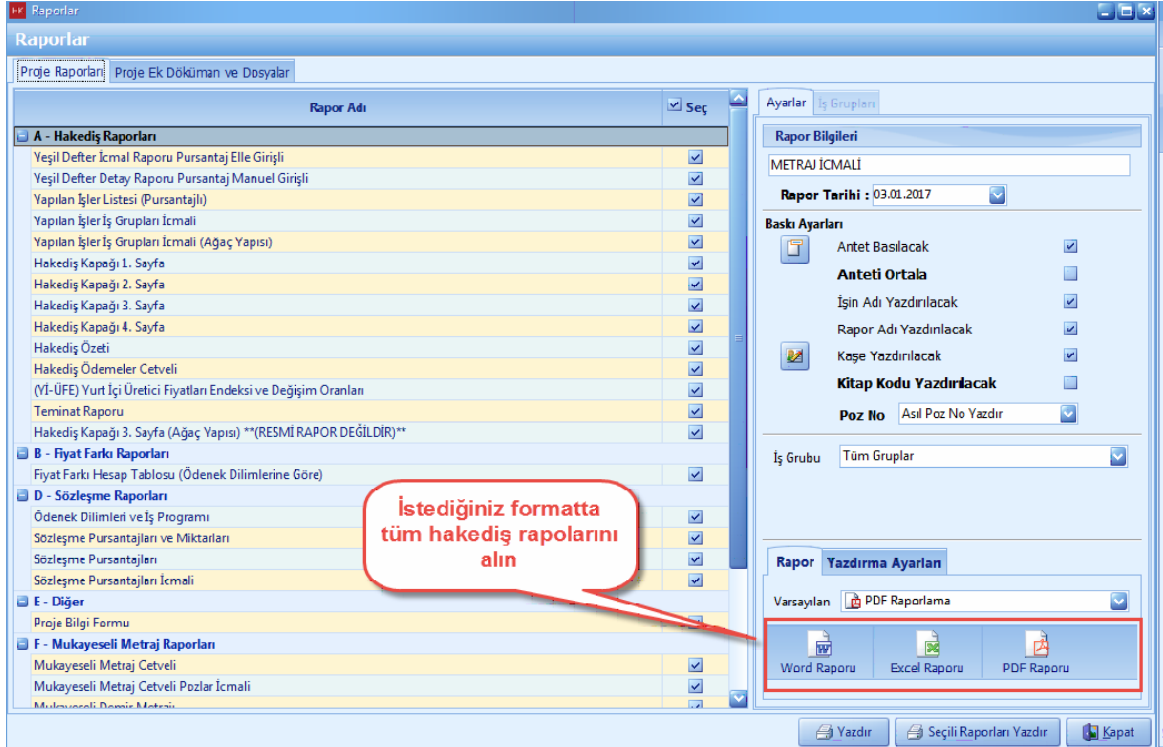 Raporlar
Raporlar
Proje Raporları Proje Ek Döküman ve Dosyalar
Rapor Adı Seç
A - Hakediş Raporları
Yeşil Defter İcmal Raporu Pursantaj Elle Girişli
Yeşil Defter Detay Raporu Pursantaj Manuel Girişli
Yapılan İşler Listesi (Pursantajlı)
Yapılan İşler İş Grupları İcmali
Yapılan İşler İş Grupları İcmali (Ağaç Yapısı)
Hakediş Kapağı 1. Sayfa
Hakediş Kapağı 2. Sayfa
Hakediş Kapağı 3. Sayfa
Hakediş Kapağı 4. Sayfa
Hakediş Özeti
Hakediş Ödemeler Cetveli
(Yİ-ÜFE) Yurt İçi Üretici Fiyatları Endeksi ve Değişim Oranları
Teminat Raporu
Hakediş Kapağı 3. Sayfa (Ağaç Yapısı) **(RESMİ RAPOR DEĞİLDİR)**
B - Fiyat Farkı Raporları
Fiyat Farkı Hesap Tablosu (Ödenek Dilimlerine Göre)
D - Sözleşme Raporları
Ödenek Dilimleri ve İş Programı
Sözleşme Pursantajları ve Miktarları
Sözleşme Pursantajları
Sözleşme Pursantajları İcmali
E - Diğer
Proje Bilgi Formu
F - Mukayeseli Metraj Raporları
Mukayeseli Metraj Cetveli
Mukayeseli Metraj Cetveli Pozlar İcmali
Mukayeseli Demir Metrajı
İstediğiniz formatta
tüm hakediş rapolarını
alın
Ayarlar İş Grupları
Rapor Bilgileri
METRAJ İCMALİ
Rapor Tarihi : 03.01.2017
Baskı Ayarları
Antet Basılacak
Anteti Ortala
İşin Adı Yazdırılacak
Rapor Adı Yazdırılacak
Kaşe Yazdırılacak
Kitap Kodu Yazdırılacak
Poz No Asıl Poz No Yazdır
İş Grubu Tüm Gruplar
Rapor Yazdırma Ayarları
Varsayılan PDF Raporlama
Word Raporu Excel Raporu PDF Raporu
Yazdır Seçili Raporları Yazdır Kapat